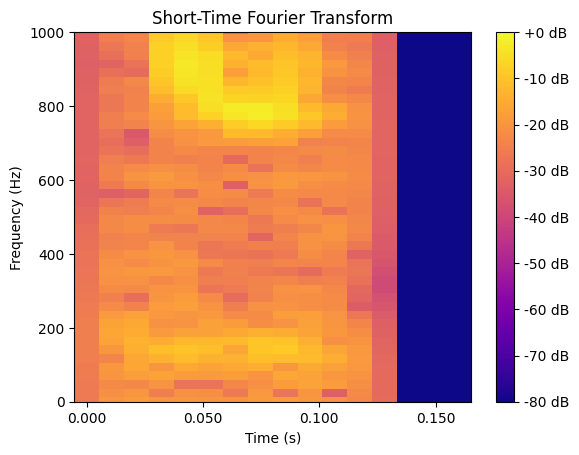 Short-Time Fourier Transform
Frequency (Hz)
1000
800
600
400
200
0
0.000
0.050
0.100
0.150
Time (s)
+0 dB
-10 dB
-20 dB
-30 dB
-40 dB
-50 dB
-60 dB
-70 dB
-80 dB